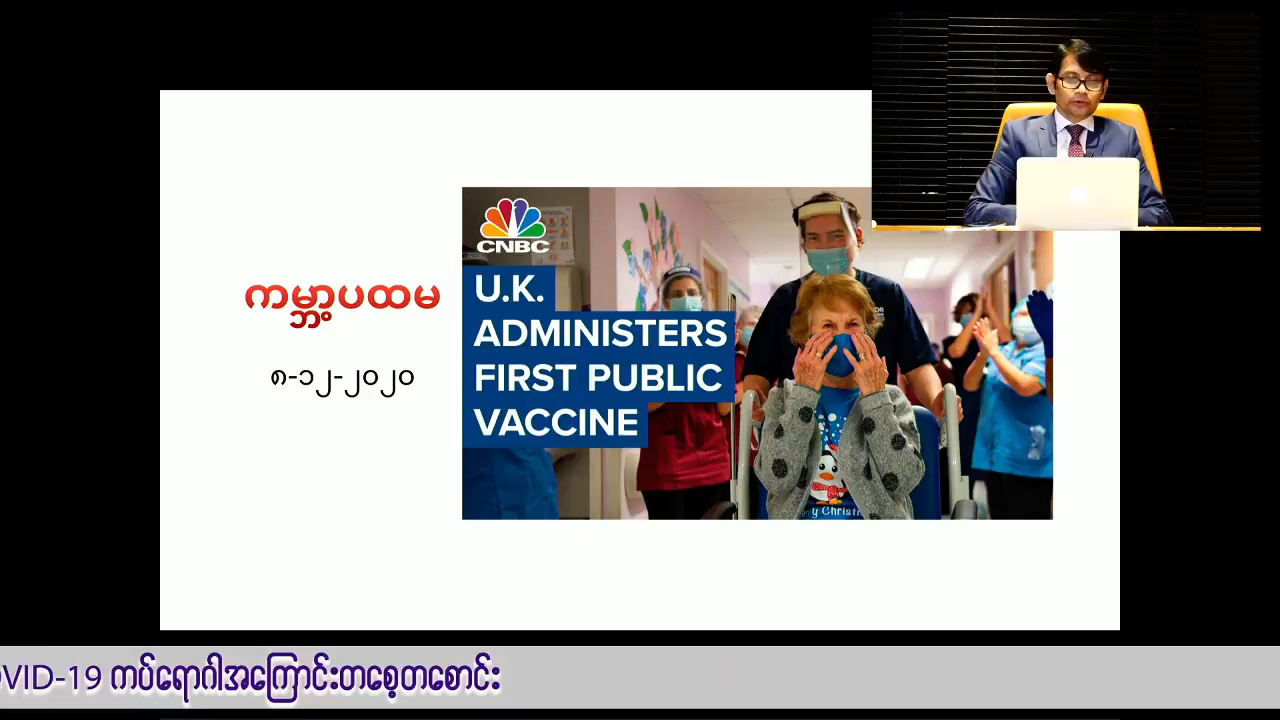 CNBC
U.K.
ADMINISTERS
FIRST PUBLIC
VACCINE
ကမ္ဘာ့ပထမ
၈-၁၂-၂၀၂၀
OVID-19 ကပ်ရောဂါအကြောင်းတစေ့တစောင်း